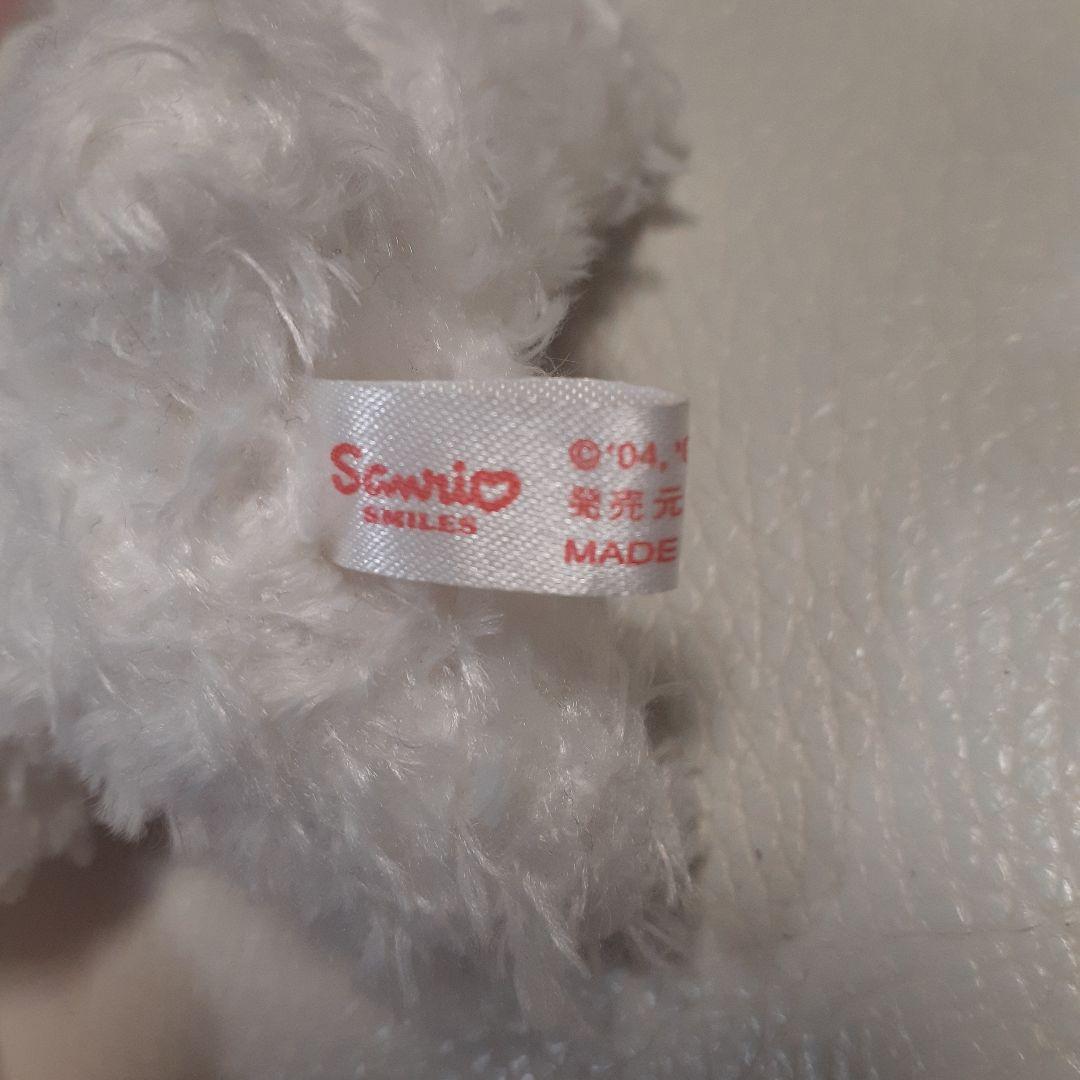 Sanrio
SMILES
©'04, '
発売元
MADE